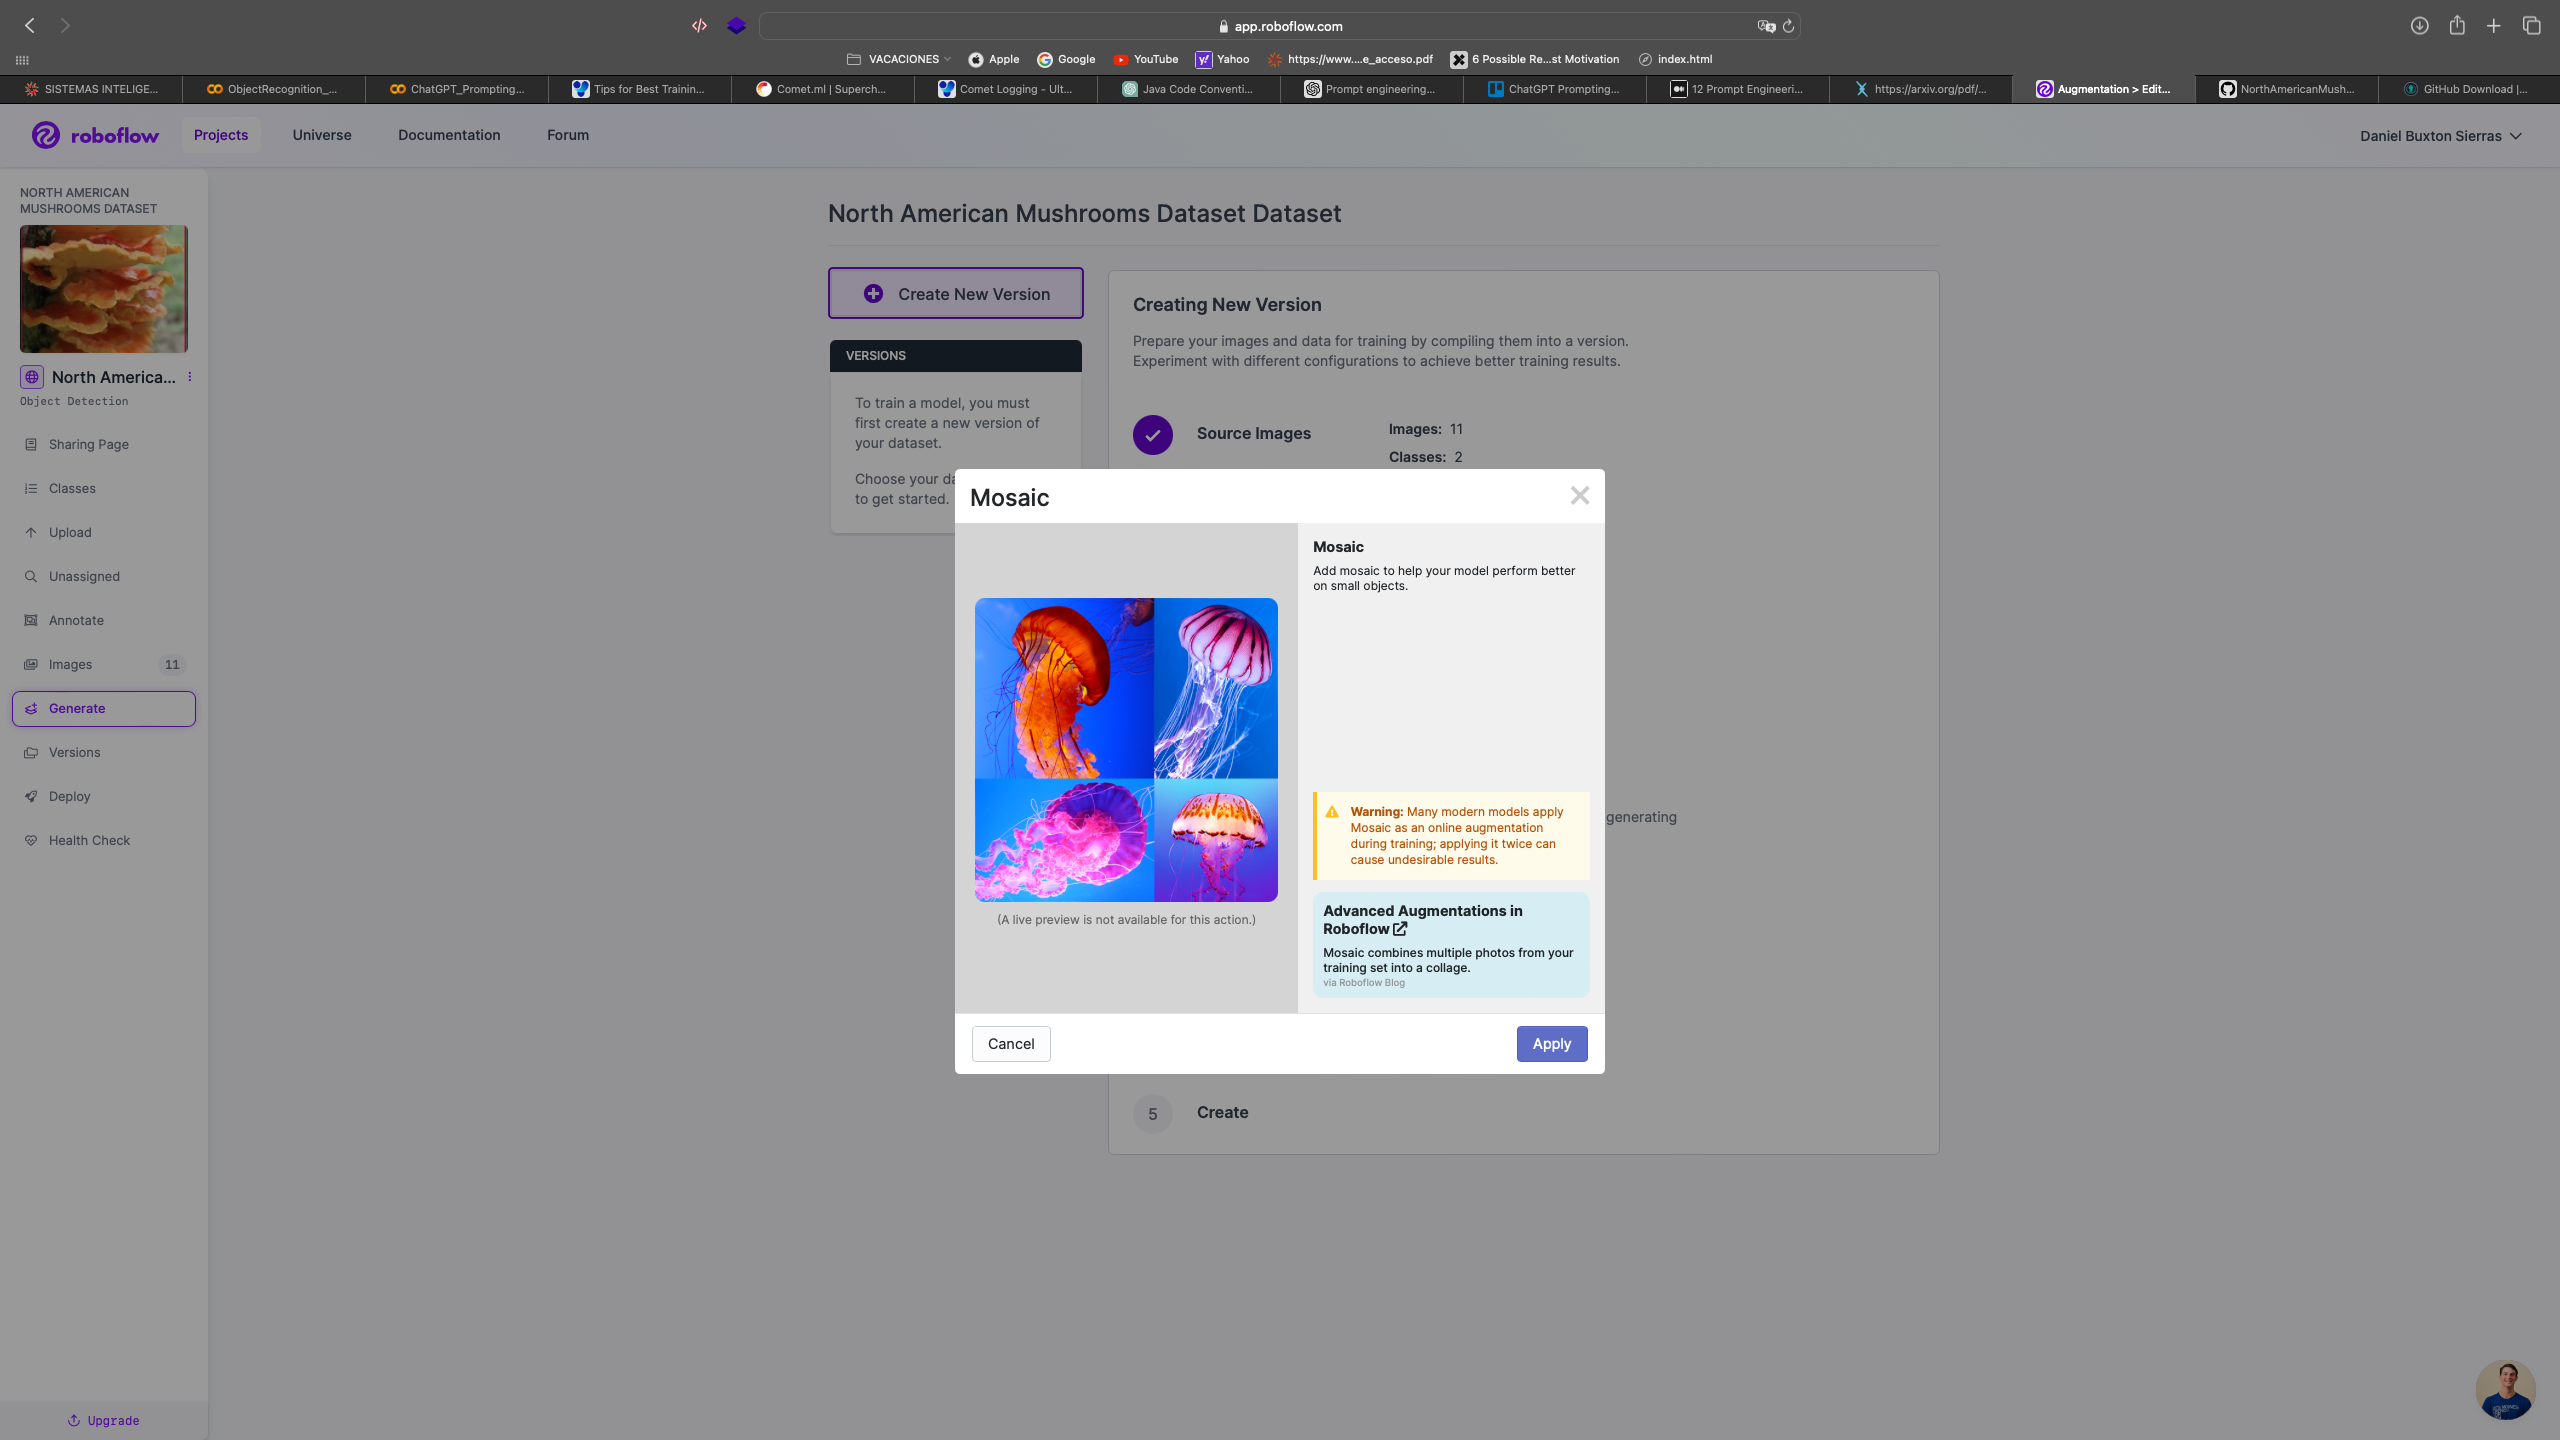 app.roboflow.com
VACACIONES
Apple
Google
YouTube
Yahoo
https://www....e_acceso.pdf
6 Possible Re...st Motivation
index.html
SISTEMAS INTELIGE...
ObjectRecognition_...
ChatGPT_Prompting...
Tips for Best Trainin...
Comet.ml | Superch...
Comet Logging - Ult...
Java Code Conventi...
Prompt engineering...
ChatGPT Prompting...
12 Prompt Engineeri...
https://arxiv.org/pdf/...
Augmentation > Edit...
NorthAmericanMush...
GitHub Download |...
roboflow
Projects
Universe
Documentation
Forum
Daniel Buxton Sierras
NORTH AMERICAN
MUSHROOMS DATASET
North America...
Object Detection
Sharing Page
Classes
Upload
Unassigned
Annotate
Images 11
Generate
Versions
Deploy
Health Check
Upgrade
North American Mushrooms Dataset Dataset
Create New Version
VERSIONS
To train a model, you must
first create a new version of
your dataset.
Choose your da
to get started.
Creating New Version
Prepare your images and data for training by compiling them into a version.
Experiment with different configurations to achieve better training results.
Source Images
Images: 11
Classes: 2
generating
Mosaic
(A live preview is not available for this action.)
Mosaic
Add mosaic to help your model perform better
on small objects.
Warning: Many modern models apply
Mosaic as an online augmentation
during training; applying it twice can
cause undesirable results.
Advanced Augmentations in
Roboflow
Mosaic combines multiple photos from your
training set into a collage.
via Roboflow Blog
Cancel
Apply
5 Create